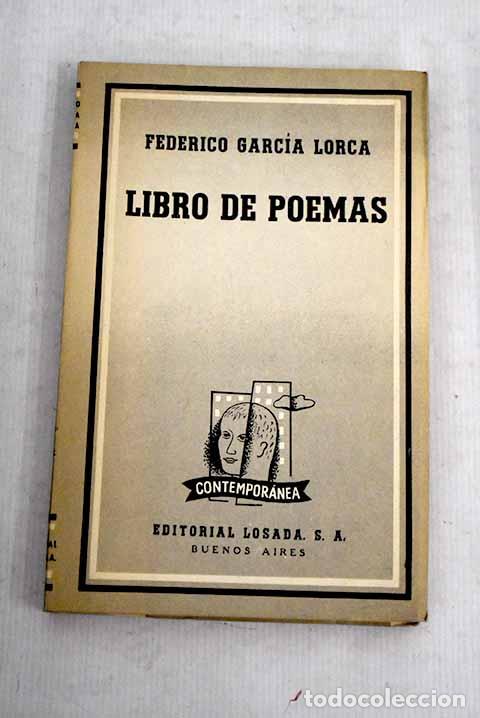 FEDERICO GARCÍA LORCA
LIBRO DE POEMAS
CONTEMPORÁNEA
EDITORIAL LOSADA. S. A.
BUENOS AIRES
todocoleccion